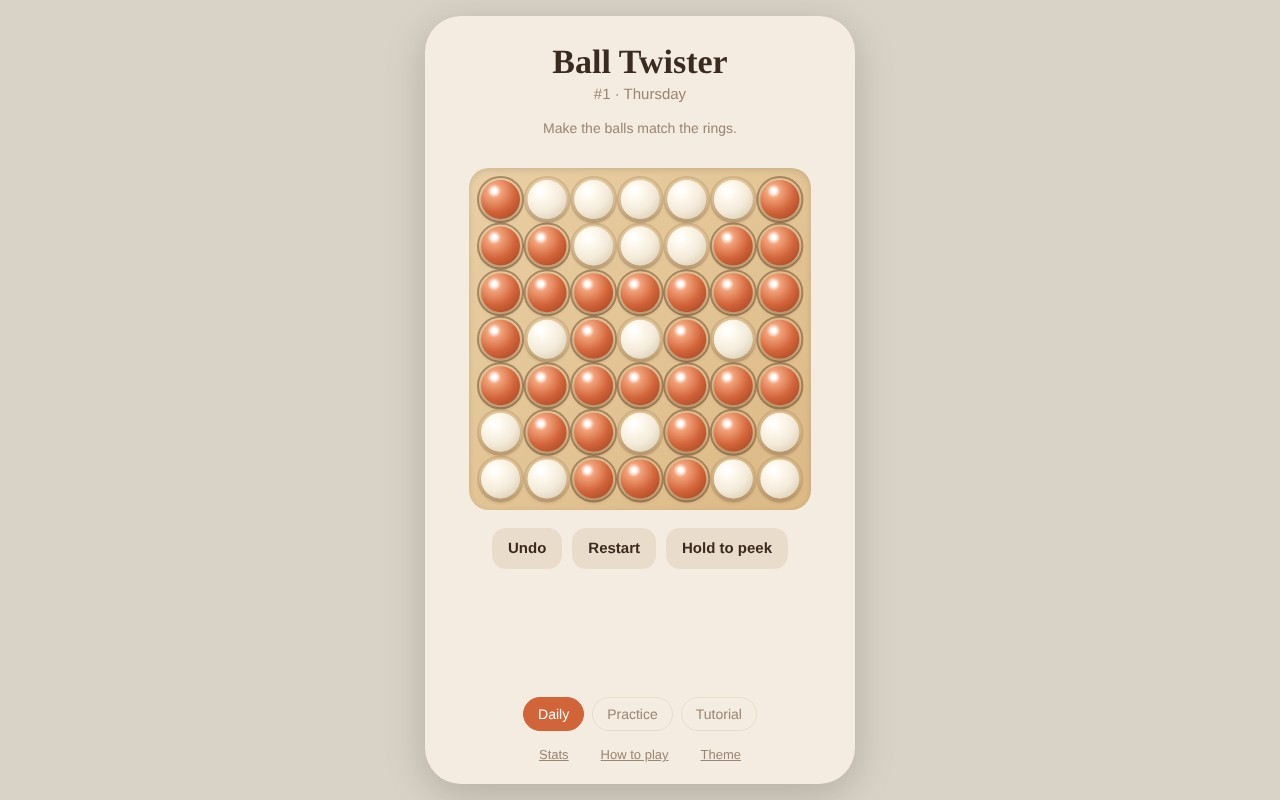 Ball Twister
#1 · Thursday
Make the balls match the rings.
Undo Restart Hold to peek
Daily Practice Tutorial
Stats How to play Theme